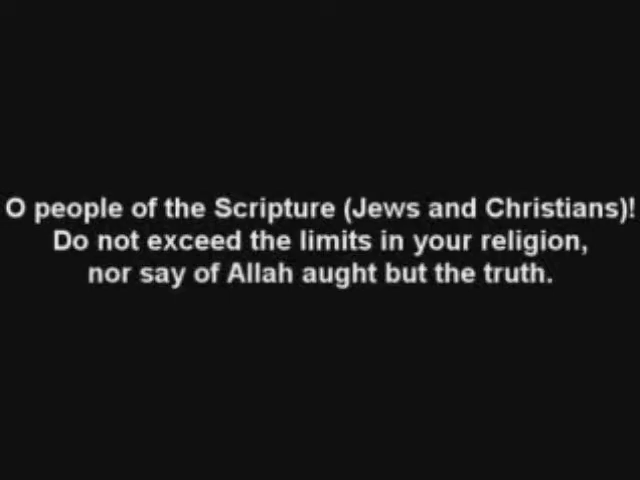 O people of the Scripture (Jews and Christians)!
Do not exceed the limits in your religion,
nor say of Allah aught but the truth.